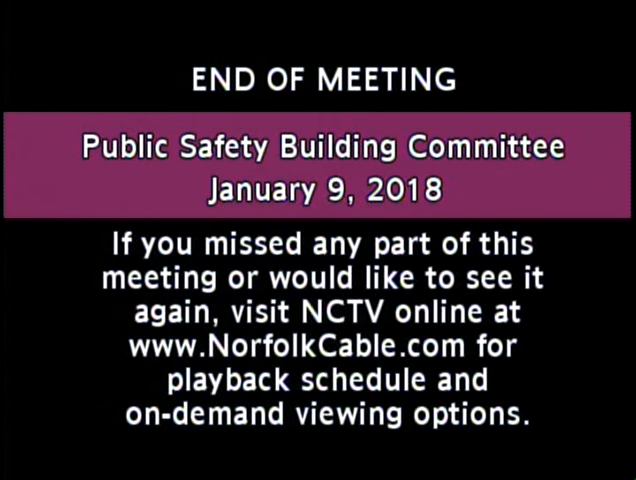 END OF MEETING
Public Safety Building Committee
January 9, 2018
If you missed any part of this
meeting or would like to see it
again, visit NCTV online at
www.NorfolkCable.com for
playback schedule and
on-demand viewing options.